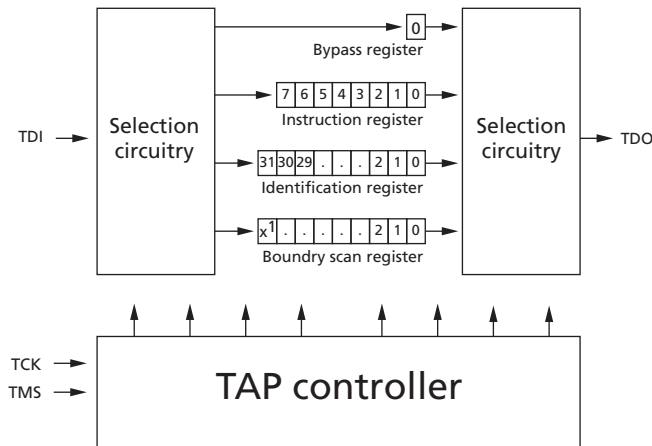 0
Bypass register
7 6 5 4 3 2 1 0
Instruction register
TDI
Selection
circuitry
Selection
circuitry
TDO
31 30 29 . . . 2 1 0
Identification register
x1 . . . . . 2 1 0
Boundry scan register
TCK
TMS
TAP controller